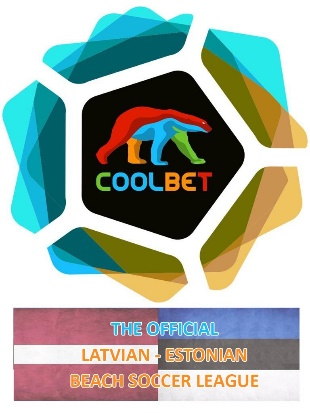 COOLBET
THE OFFICIAL
LATVIAN - ESTONIAN
BEACH SOCCER LEAGUE